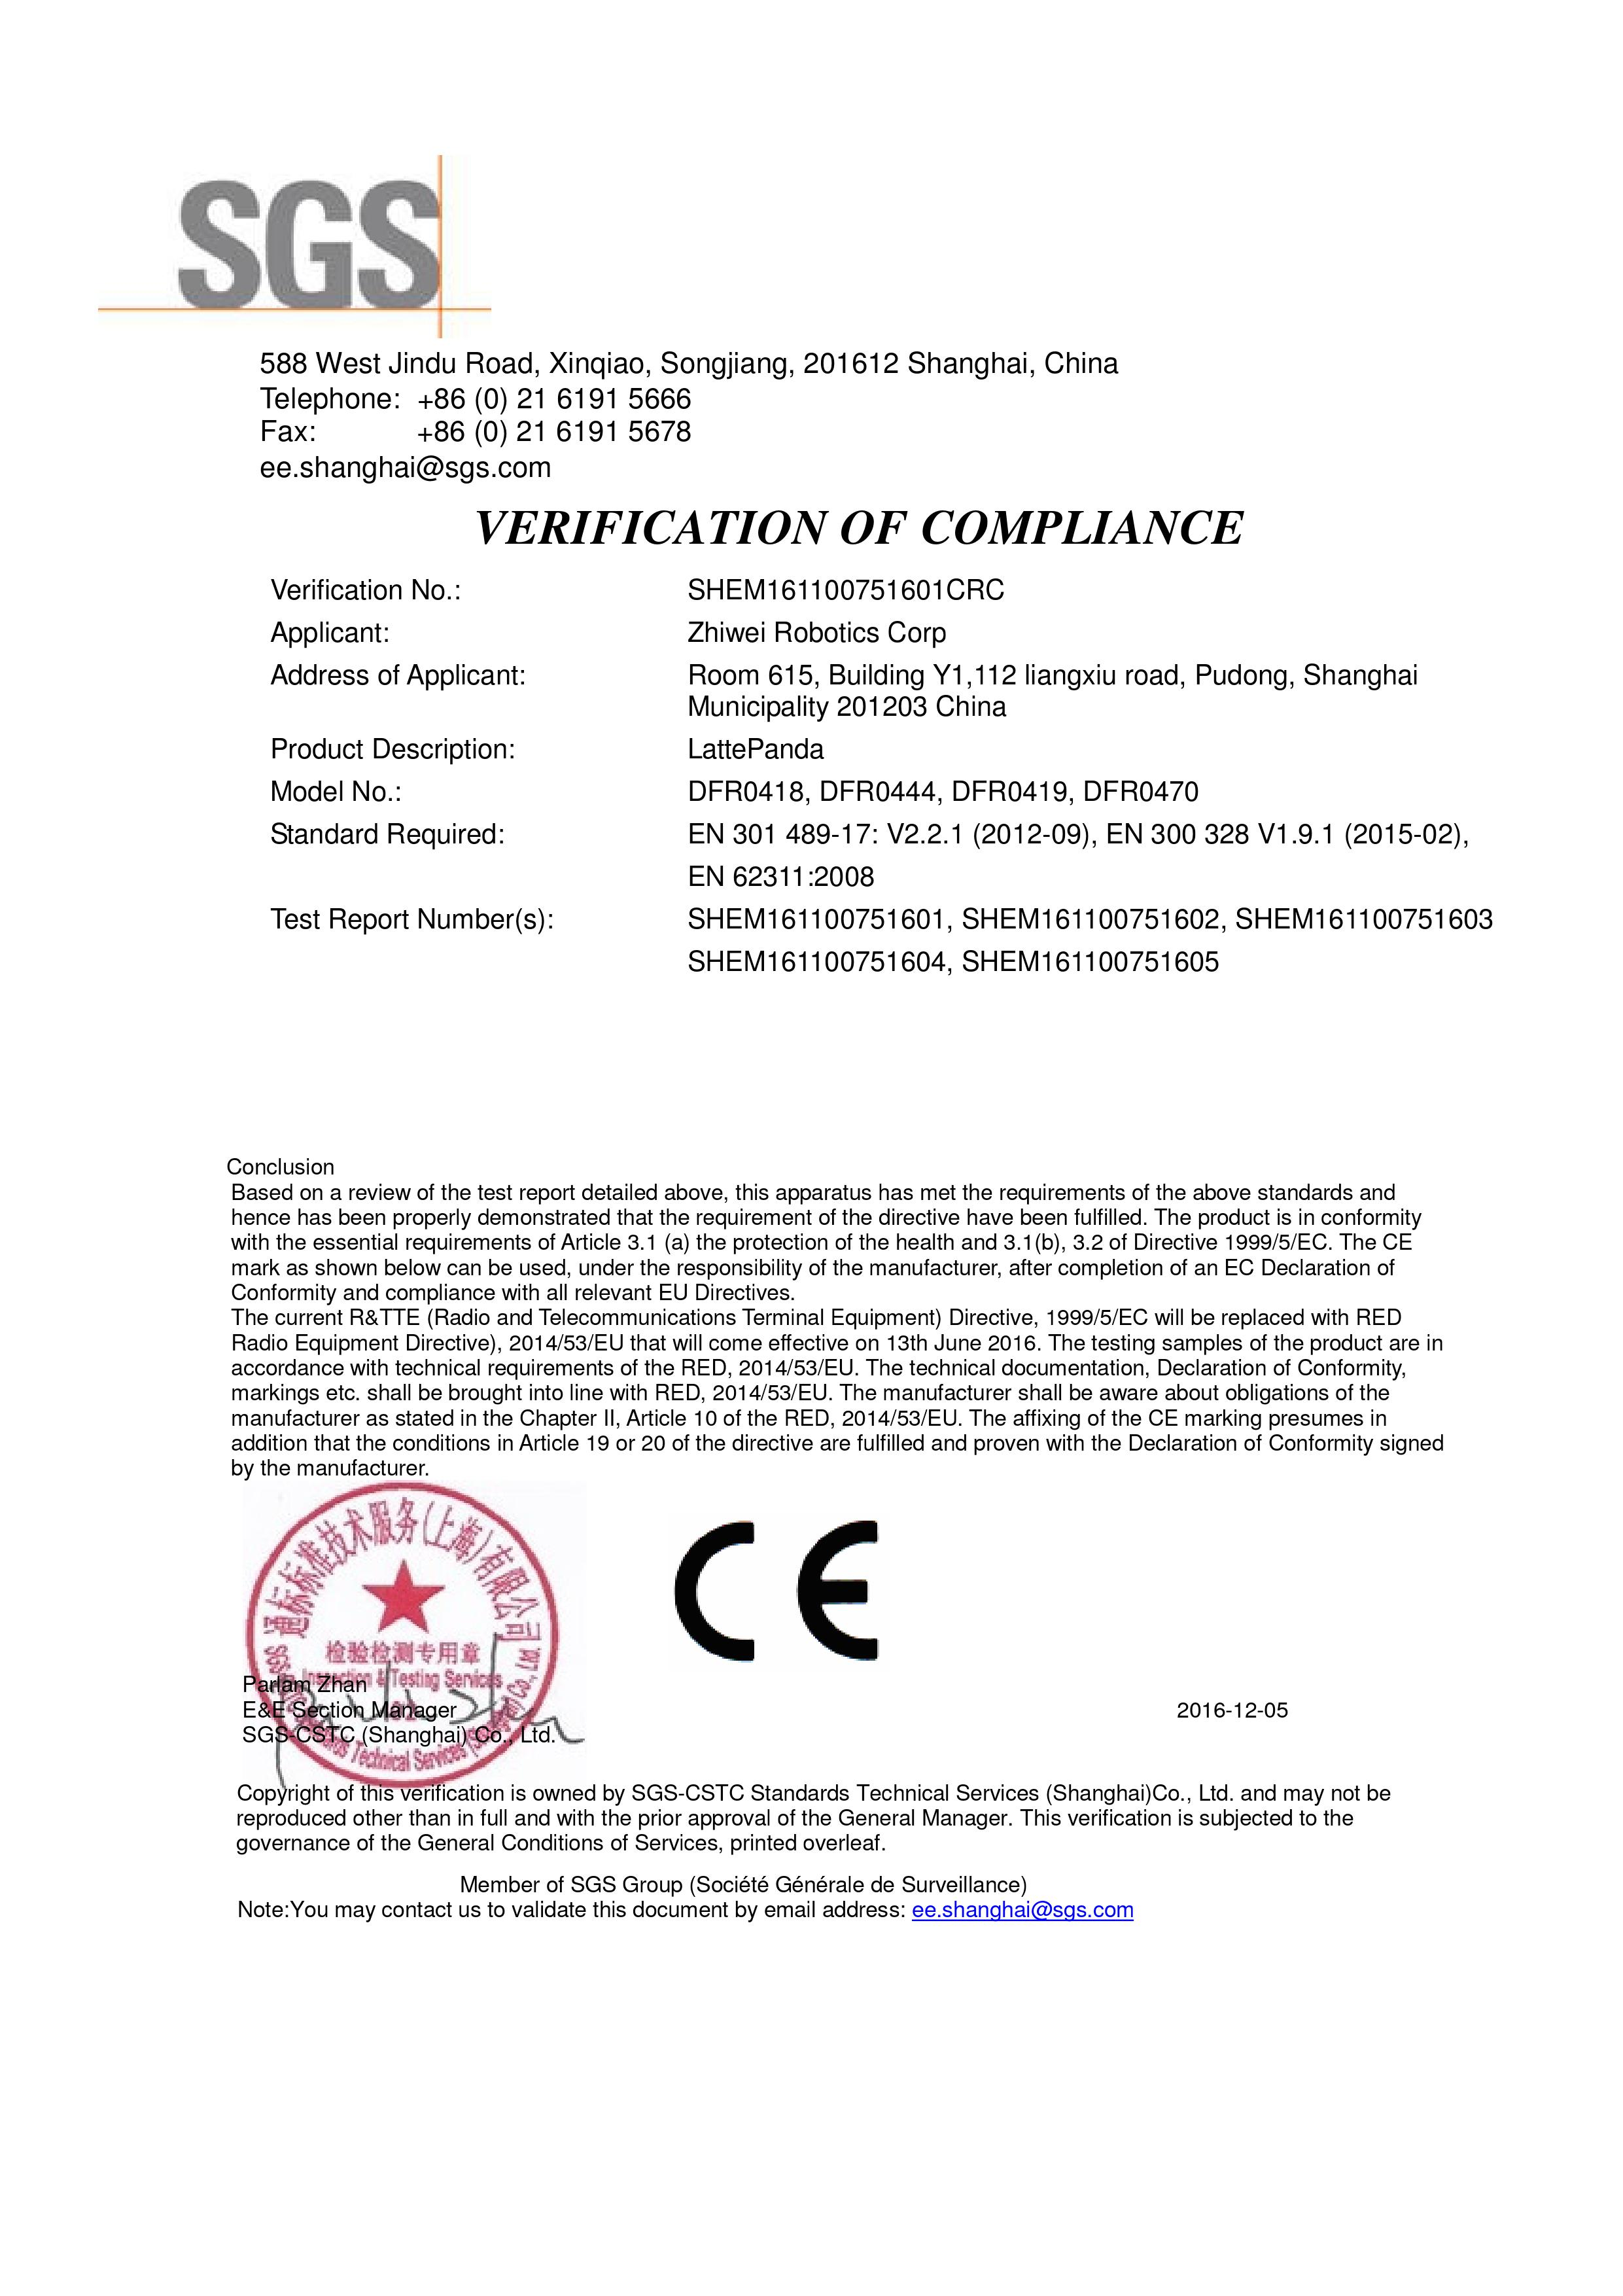 SGS
588 West Jindu Road, Xinqiao, Songjiang, 201612 Shanghai, China
Telephone: +86 (0) 21 6191 5666
Fax: +86 (0) 21 6191 5678
ee.shanghai@sgs.com
VERIFICATION OF COMPLIANCE
Verification No.: SHEM161100751601CRC
Applicant: Zhiwei Robotics Corp
Address of Applicant: Room 615, Building Y1,112 liangxiu road, Pudong, Shanghai
Municipality 201203 China
Product Description: LattePanda
Model No.: DFR0418, DFR0444, DFR0419, DFR0470
Standard Required: EN 301 489-17: V2.2.1 (2012-09), EN 300 328 V1.9.1 (2015-02),
EN 62311:2008
Test Report Number(s): SHEM161100751601, SHEM161100751602, SHEM161100751603
SHEM161100751604, SHEM161100751605
Conclusion
Based on a review of the test report detailed above, this apparatus has met the requirements of the above standards and
hence has been properly demonstrated that the requirement of the directive have been fulfilled. The product is in conformity
with the essential requirements of Article 3.1 (a) the protection of the health and 3.1(b), 3.2 of Directive 1999/5/EC. The CE
mark as shown below can be used, under the responsibility of the manufacturer, after completion of an EC Declaration of
Conformity and compliance with all relevant EU Directives.
The current R&TTE (Radio and Telecommunications Terminal Equipment) Directive, 1999/5/EC will be replaced with RED
Radio Equipment Directive), 2014/53/EU that will come effective on 13th June 2016. The testing samples of the product are in
accordance with technical requirements of the RED, 2014/53/EU. The technical documentation, Declaration of Conformity,
markings etc. shall be brought into line with RED, 2014/53/EU. The manufacturer shall be aware about obligations of the
manufacturer as stated in the Chapter II, Article 10 of the RED, 2014/53/EU. The affixing of the CE marking presumes in
addition that the conditions in Article 19 or 20 of the directive are fulfilled and proven with the Declaration of Conformity signed
by the manufacturer.
通标标准技术服务(上海)有限公司
检验检测专用章
Inspection & Testing Services
Technical Services (Shanghai) Co., Ltd.
CE
Parlam Zhan
E&E Section Manager
SGS-CSTC (Shanghai) Co., Ltd.
2016-12-05
Copyright of this verification is owned by SGS-CSTC Standards Technical Services (Shanghai)Co., Ltd. and may not be
reproduced other than in full and with the prior approval of the General Manager. This verification is subjected to the
governance of the General Conditions of Services, printed overleaf.
Member of SGS Group (Société Générale de Surveillance)
Note:You may contact us to validate this document by email address: ee.shanghai@sgs.com